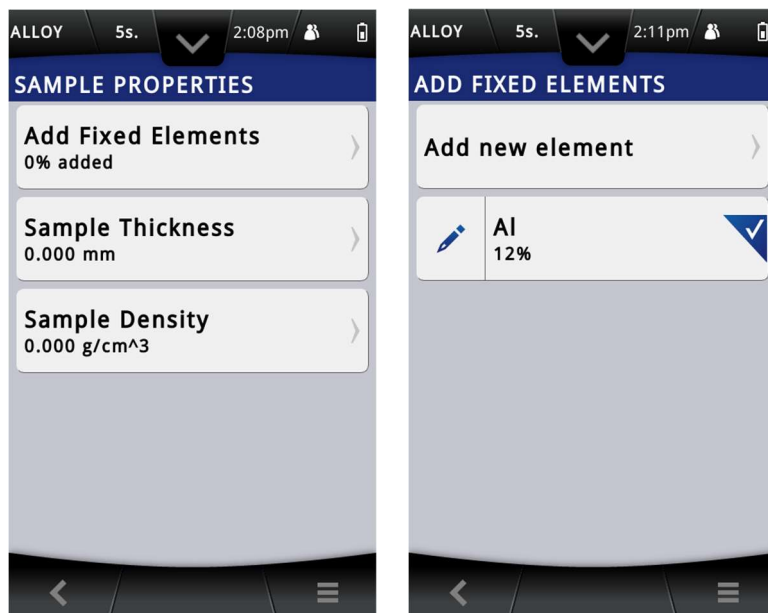 ALLOY 5s. 2:08pm
SAMPLE PROPERTIES
Add Fixed Elements
0% added
Sample Thickness
0.000 mm
Sample Density
0.000 g/cm^3
ALLOY 5s. 2:11pm
ADD FIXED ELEMENTS
Add new element
Al
12%